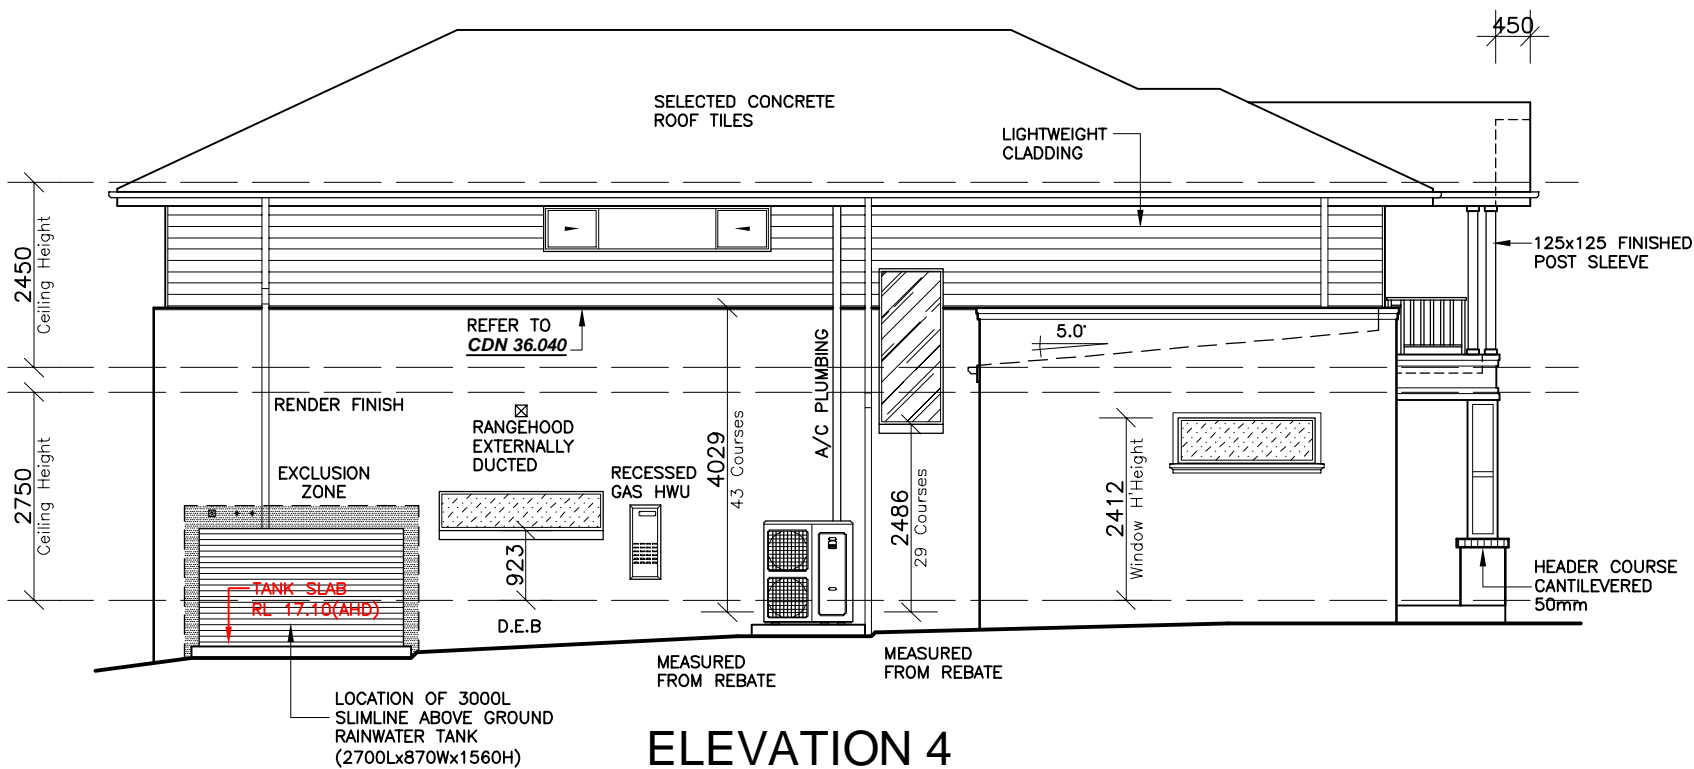 450
SELECTED CONCRETE
ROOF TILES
LIGHTWEIGHT
CLADDING
2450
Ceiling Height
125x125 FINISHED
POST SLEEVE
REFER TO
CDN 36.040
5.0°
A/C PLUMBING
RENDER FINISH
RANGEHOOD
EXTERNALLY
DUCTED
4029
43 Courses
2750
Ceiling Height
EXCLUSION
ZONE
RECESSED
GAS HWU
2486
29 Courses
2412
Window H'Height
923
TANK SLAB
RL 17.10(AHD)
D.E.B
HEADER COURSE
CANTILEVERED
50mm
MEASURED
FROM REBATE
MEASURED
FROM REBATE
LOCATION OF 3000L
SLIMLINE ABOVE GROUND
RAINWATER TANK
(2700Lx870Wx1560H)
ELEVATION 4